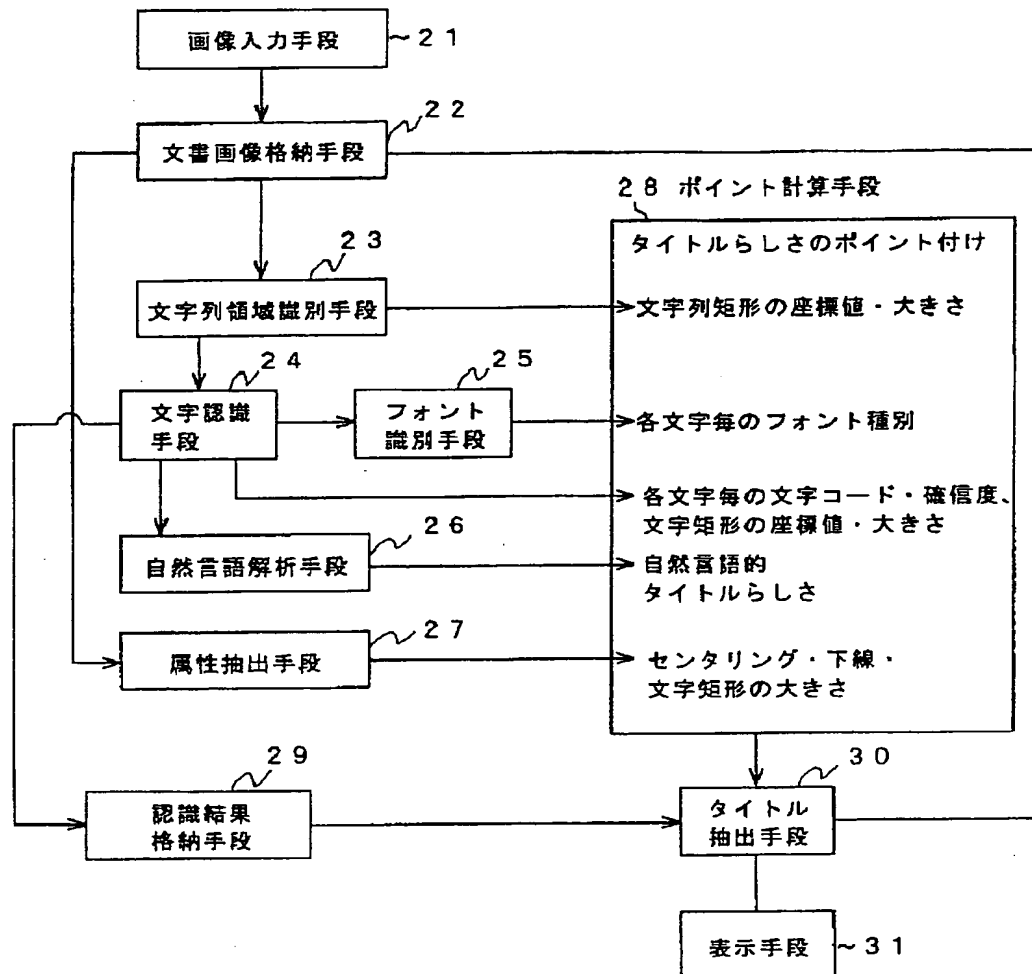 画像入力手段 ~21
22
文書画像格納手段
28 ポイント計算手段
タイトルらしさのポイント付け
23
文字列領域識別手段
文字列矩形の座標値・大きさ
24
文字認識
手段
25
フォント
識別手段
各文字毎のフォント種別
各文字毎の文字コード・確信度、
文字矩形の座標値・大きさ
26
自然言語解析手段
自然言語的
タイトルらしさ
27
属性抽出手段
センタリング・下線・
文字矩形の大きさ
29
認識結果
格納手段
30
タイトル
抽出手段
表示手段 ~31